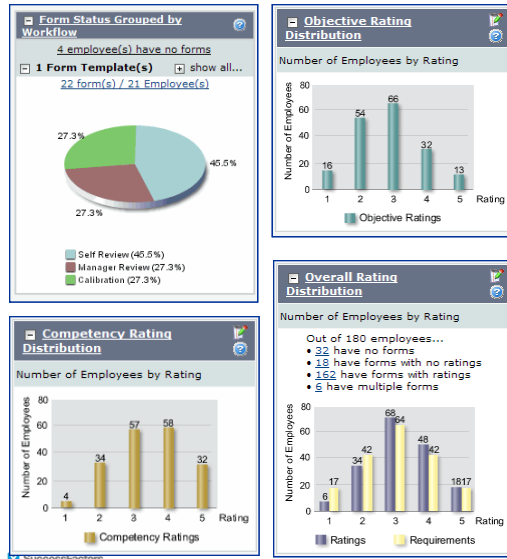 Form Status Grouped by
Workflow
4 employee(s) have no forms
1 Form Template(s) show all...
22 form(s) / 21 Employee(s)
27.3%
45.5%
27.3%
Self Review (45.5%)
Manager Review (27.3%)
Calibration (27.3%)
Objective Rating
Distribution
Number of Employees by Rating
Number of Employees
80
60
40
20
0
16
54
66
32
13
1 2 3 4 5 Rating
Objective Ratings
Competency Rating
Distribution
Number of Employees by Rating
Number of Employees
80
60
40
20
0
4
34
57
58
32
1 2 3 4 5 Rating
Competency Ratings
Overall Rating
Distribution
Number of Employees by Rating
Out of 180 employees...
• 32 have no forms
• 18 have forms with no ratings
• 162 have forms with ratings
• 6 have multiple forms
Number of Employees
80
60
40
20
0
6 17
34 42
68 64
48 42
18 17
1 2 3 4 5 Rating
Ratings Requirements
SuccessFactors